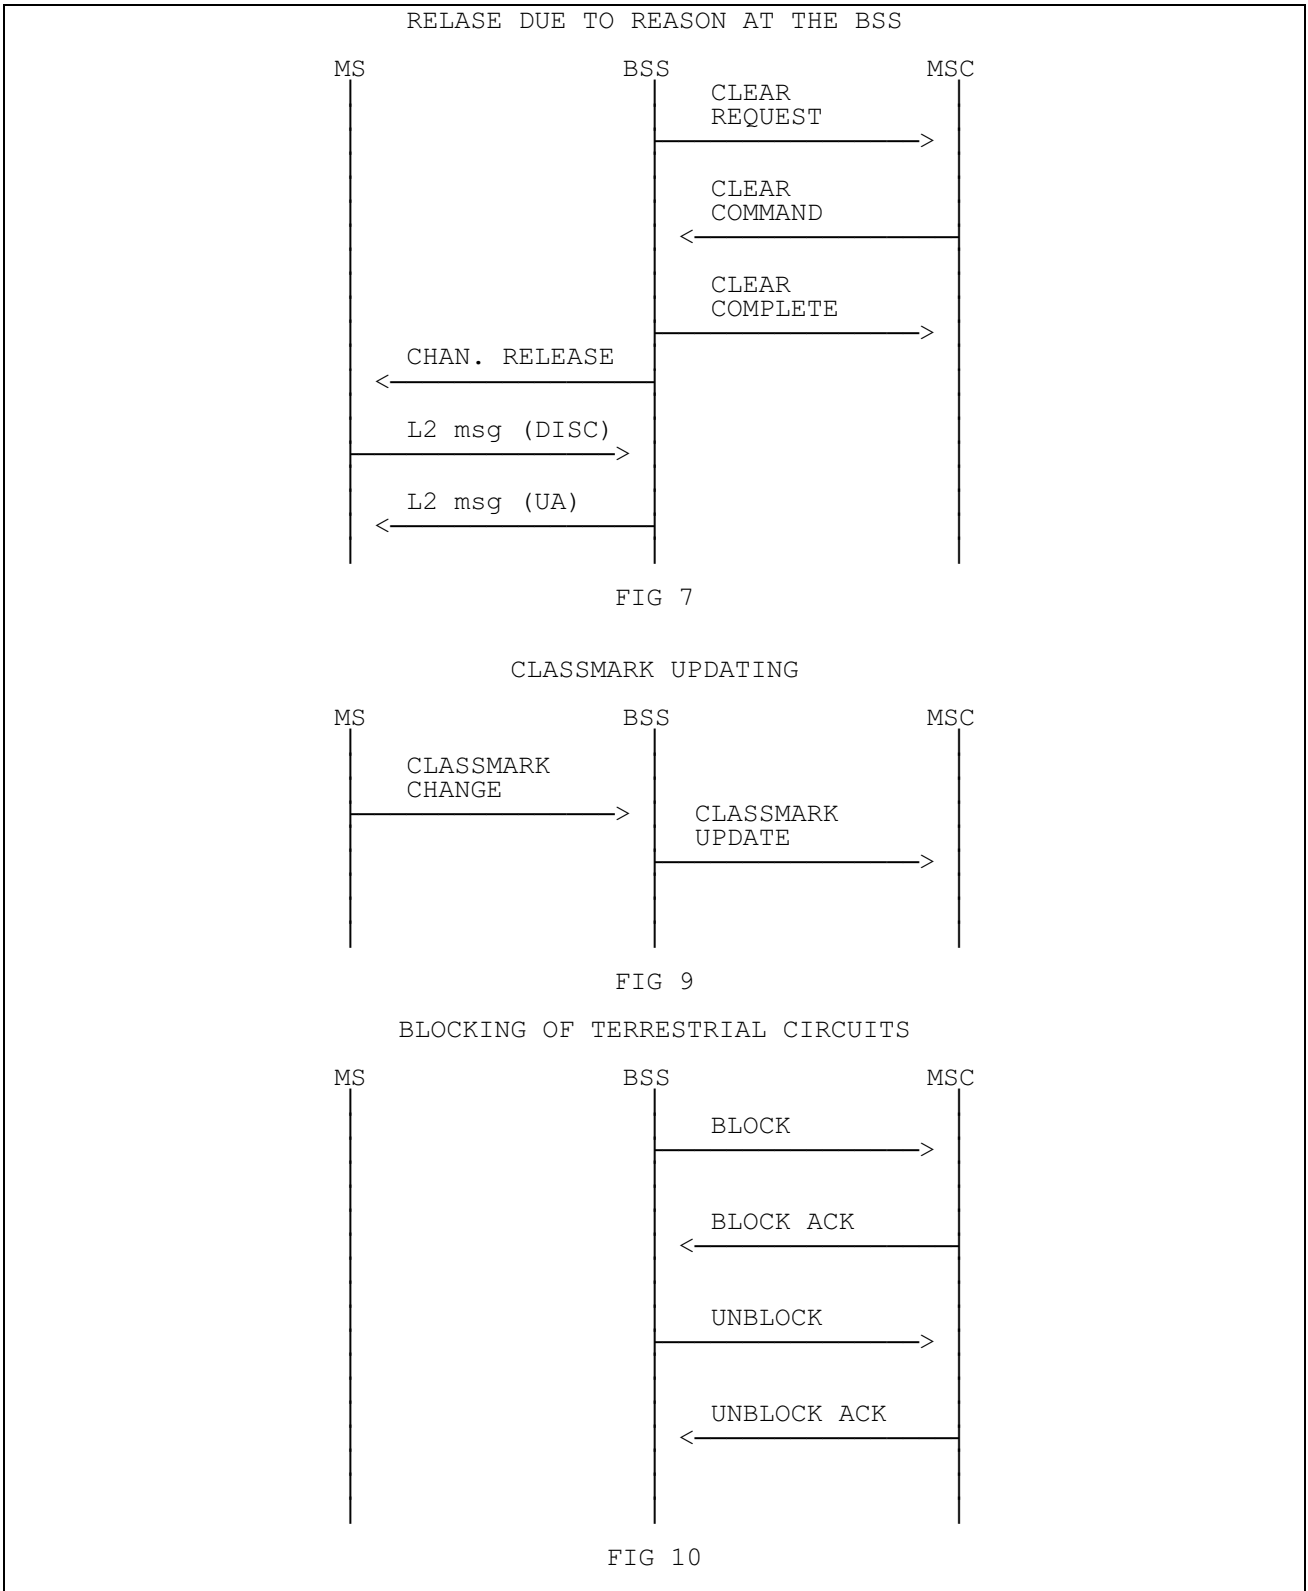 RELASE DUE TO REASON AT THE BSS
MS BSS MSC
CLEAR
REQUEST
CLEAR
COMMAND
CLEAR
COMPLETE
CHAN. RELEASE
L2 msg (DISC)
L2 msg (UA)
FIG 7
CLASSMARK UPDATING
MS BSS MSC
CLASSMARK
CHANGE
CLASSMARK
UPDATE
FIG 9
BLOCKING OF TERRESTRIAL CIRCUITS
MS BSS MSC
BLOCK
BLOCK ACK
UNBLOCK
UNBLOCK ACK
FIG 10